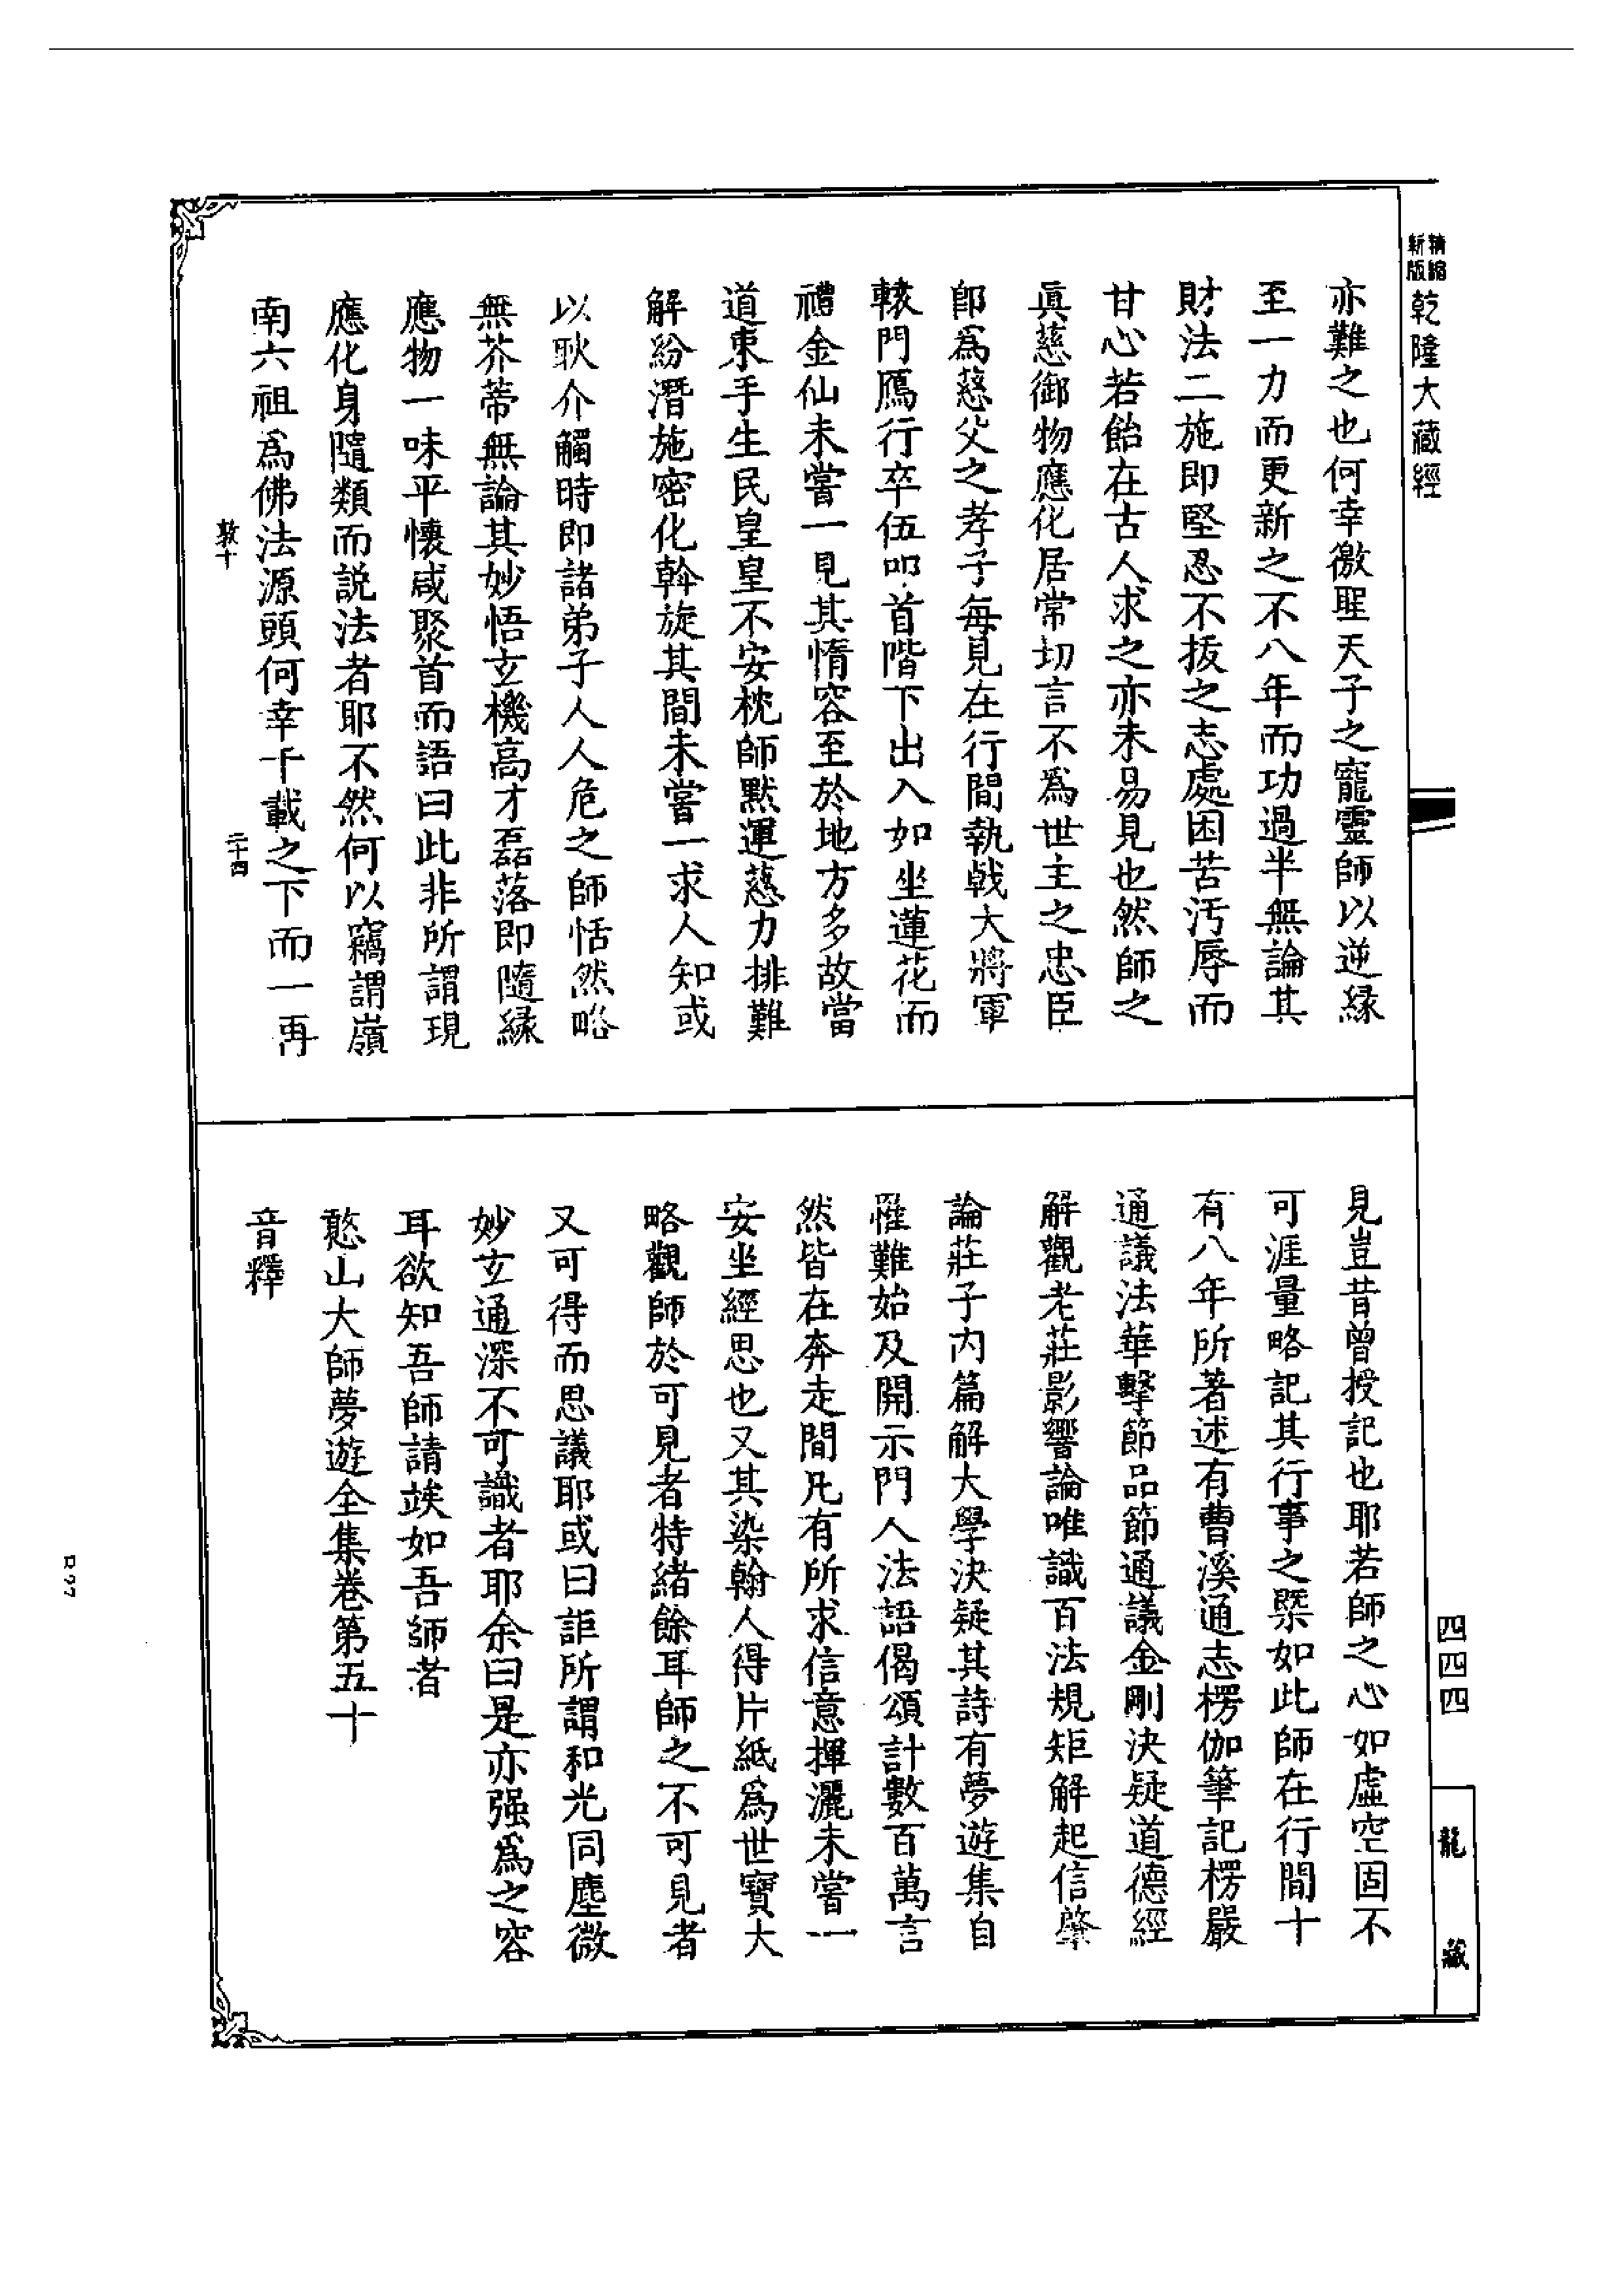 精縮新版乾隆大藏經
亦難之也何幸徼聖天子之寵靈師以逆緣
至一力而更新之不八年而功過半無論其
財法二施即堅忍不拔之志處困苦汚辱而
甘心若飴在古人求之亦未易見也然師之
眞慈御物應化居常切言不爲世主之忠臣
卽爲慈父之孝子每見在行間執戟大將軍
轅門鴈行卒伍叩首階下出入如坐蓮花而
禮金仙未嘗一見其惰容至於地方多故當
道束手生民皇皇不安枕師默運慈力排難
解紛潛施密化斡旋其間未嘗一求人知或
以耿介觸時即諸弟子人人危之師恬然略
無芥蒂無論其妙悟玄機高才磊落即隨緣
應物一味平懷咸聚首而語曰此非所謂現
應化身隨類而説法者耶不然何以竊謂嶺
南六祖爲佛法源頭何幸千載之下而一再
敦十
二十四
見豈昔曾授記也耶若師之心如虛空固不
可涯量略記其行事之槩如此師在行間十
有八年所著述有曹溪通志楞伽筆記楞嚴
通議法華擊節品節通議金剛決疑道德經
解觀老莊影響論唯識百法規矩解起信肇
論莊子内篇解大學決疑其詩有夢遊集自
罹難始及開示門人法語偈頌計數百萬言
然皆在奔走間凡有所求信意揮灑未嘗一
安坐經思也又其染翰人得片紙爲世寶大
略觀師於可見者特緒餘耳師之不可見者
又可得而思議耶或曰詎所謂和光同塵微
妙玄通深不可識者耶余曰是亦强爲之容
耳欲知吾師請竢如吾師者
憨山大師夢遊全集卷第五十
音釋
四四四
龍藏